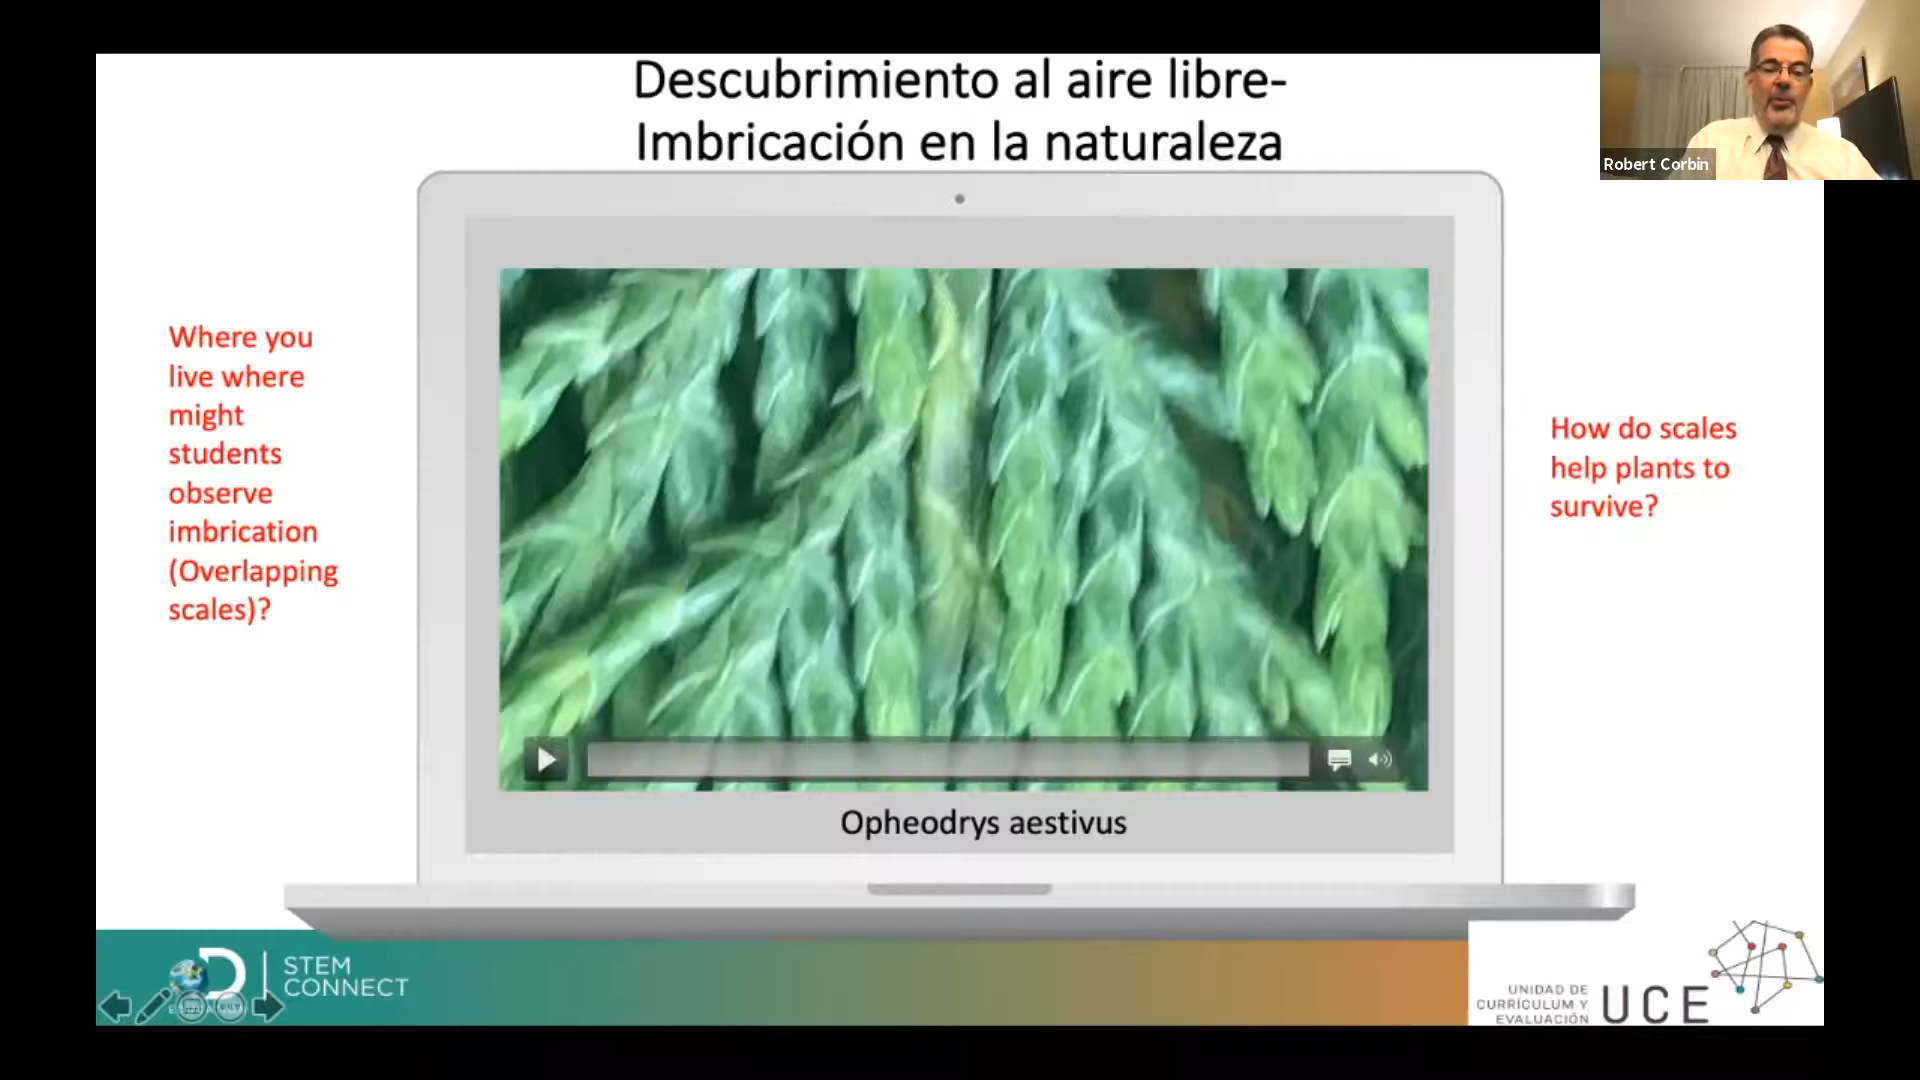 Descubrimiento al aire libre-
Imbricación en la naturaleza
Robert Corbin
Where you
live where
might
students
observe
imbrication
(Overlapping
scales)?
How do scales
help plants to
survive?
Opheodrys aestivus
D
STEM
CONNECT
UNIDAD DE
CURRÍCULUM Y
EVALUACIÓN
UCE